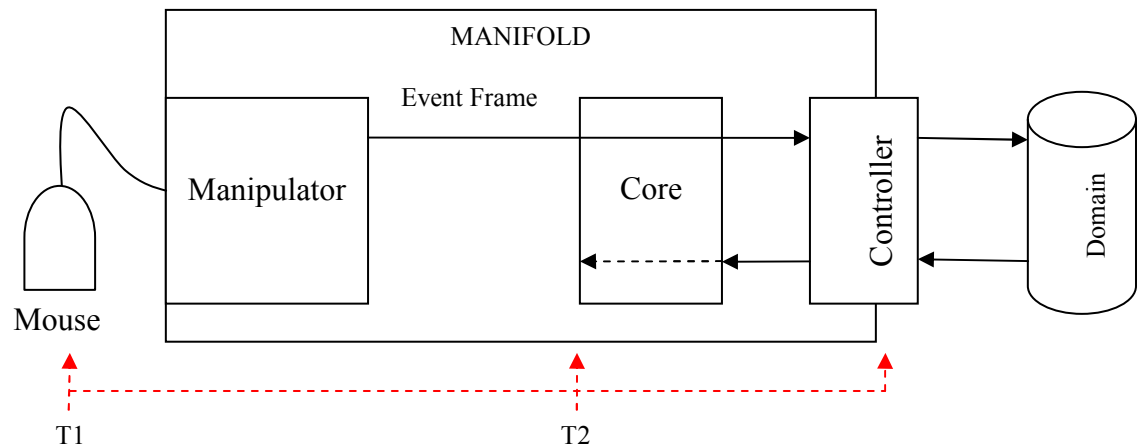 MANIFOLD
Event Frame
Manipulator
Core
Controller
Domain
Mouse
T1
T2